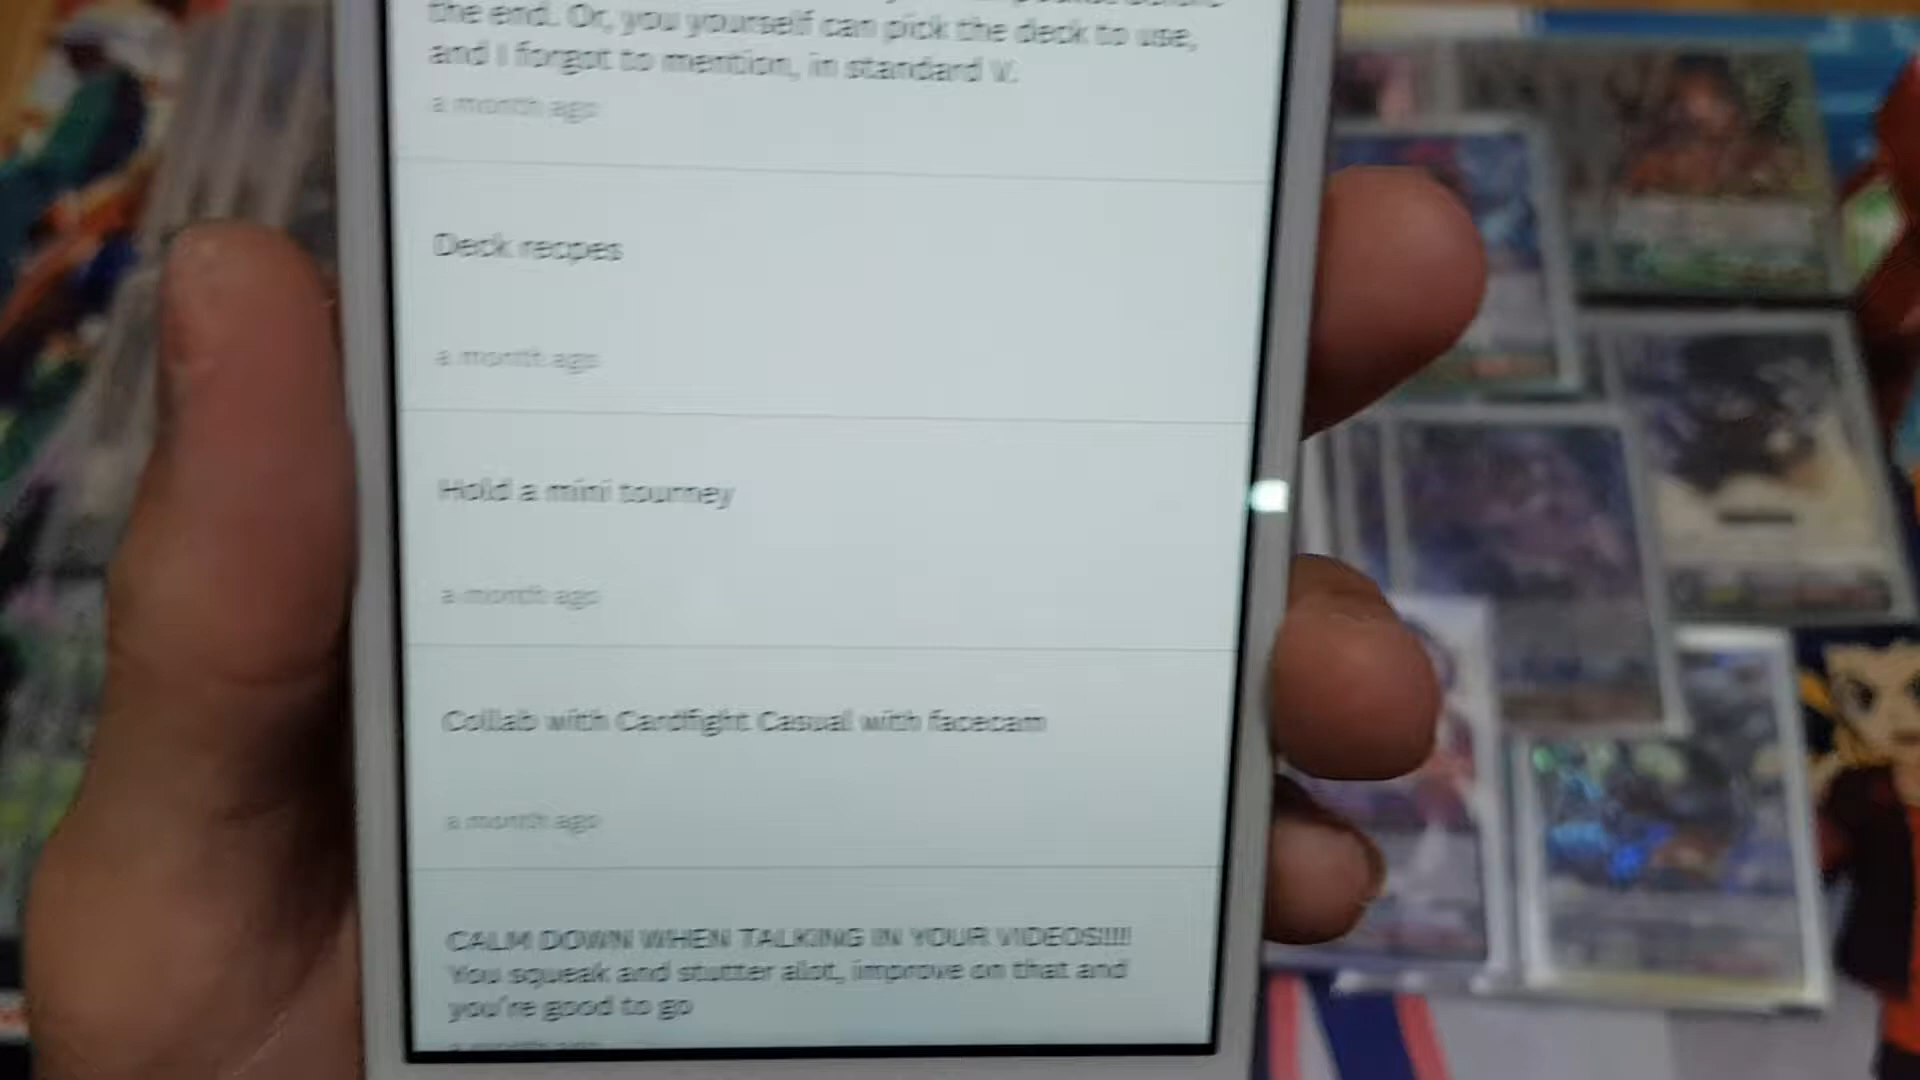 the end. Or, you yourself can pick the deck to use,
and I forgot to mention, in standard V.
a month ago
Deck recpes
a month ago
Hold a mini tourney
a month ago
Collab with Cardfight Casual with facecam
a month ago
CALM DOWN WHEN TALKING IN YOUR VIDEOS!!!!
You squeak and stutter alot, improve on that and
you're good to go